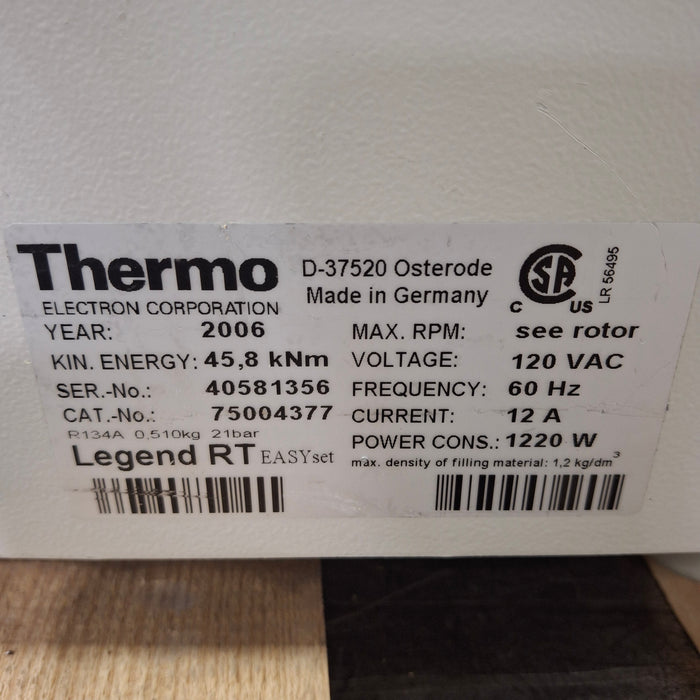 Thermo
ELECTRON CORPORATION
D-37520 Osterode
Made in Germany
SA
C US
LR 56495
YEAR: 2006
KIN. ENERGY: 45,8 kNm
SER.-No.: 40581356
CAT.-No.: 75004377
R134A 0,510kg 21bar
Legend RT EASYset
MAX. RPM: see rotor
VOLTAGE: 120 VAC
FREQUENCY: 60 Hz
CURRENT: 12 A
POWER CONS.: 1220 W
max. density of filling material: 1,2 kg/dm³